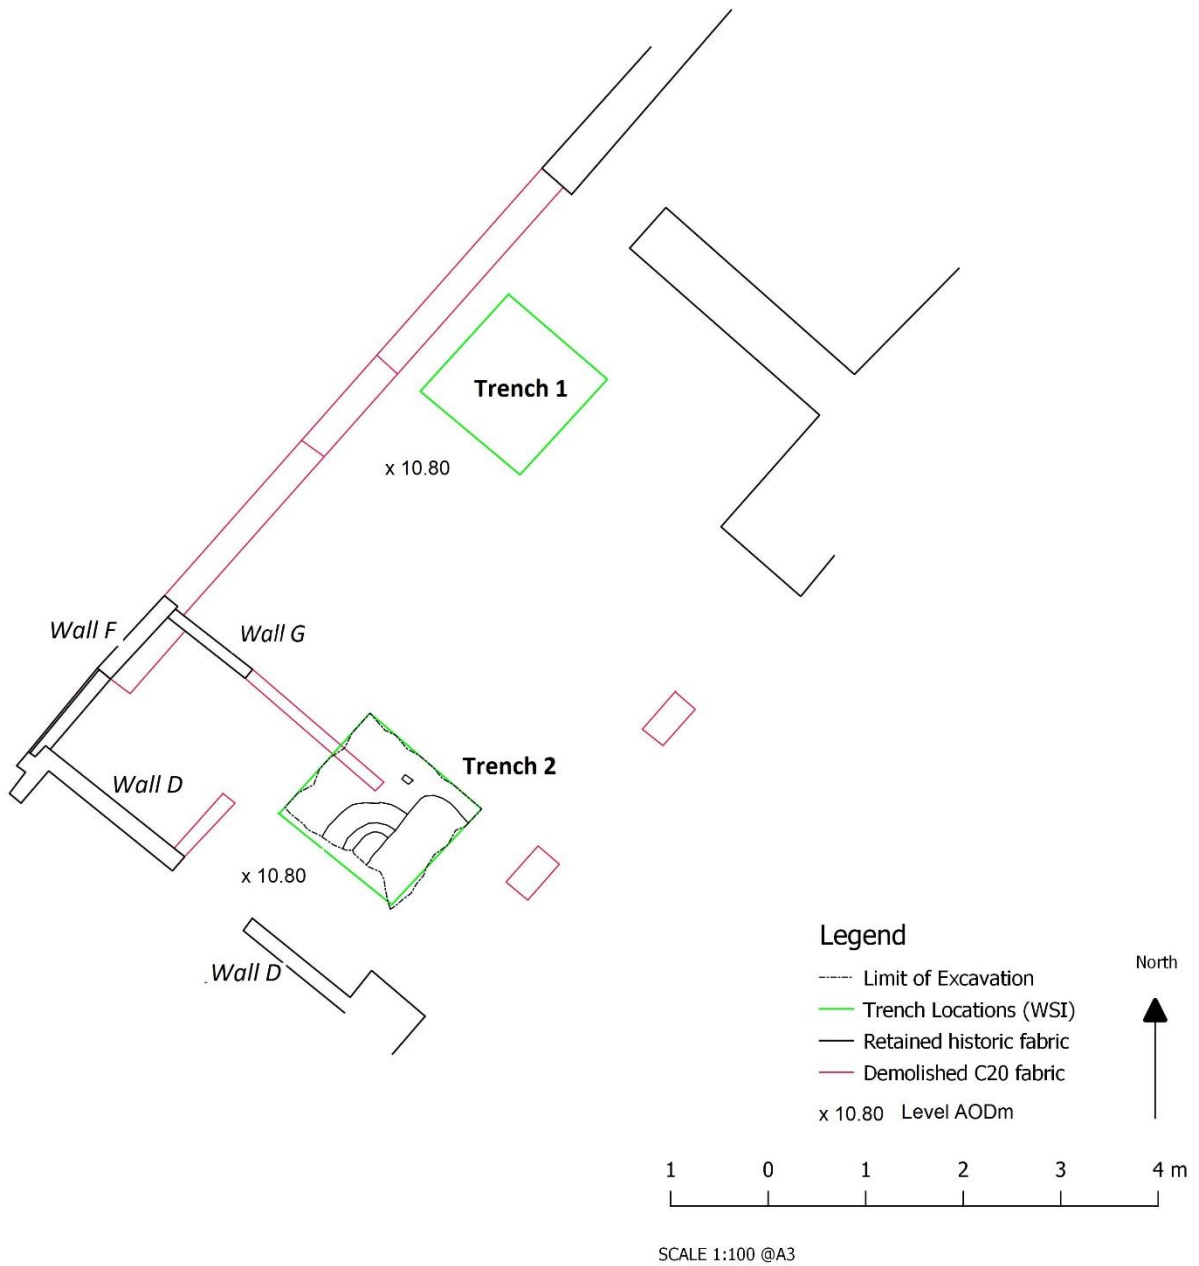 Trench 1
x 10.80
Wall F
Wall G
Trench 2
Wall D
x 10.80
Wall D
Legend
Limit of Excavation
Trench Locations (WSI)
Retained historic fabric
Demolished C20 fabric
x 10.80 Level AODm
North
1 0 1 2 3 4 m
SCALE 1:100 @A3